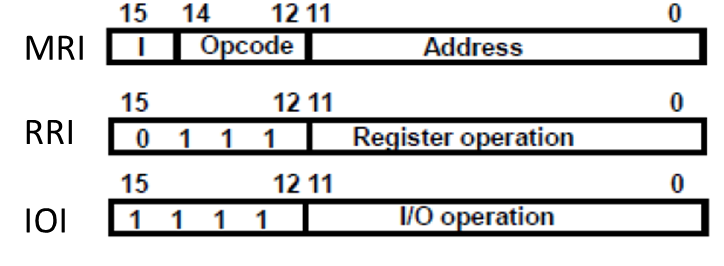 15 14 12 11 0
MRI I Opcode Address
15 12 11 0
RRI 0 1 1 1 Register operation
15 12 11 0
IOI 1 1 1 1 I/O operation